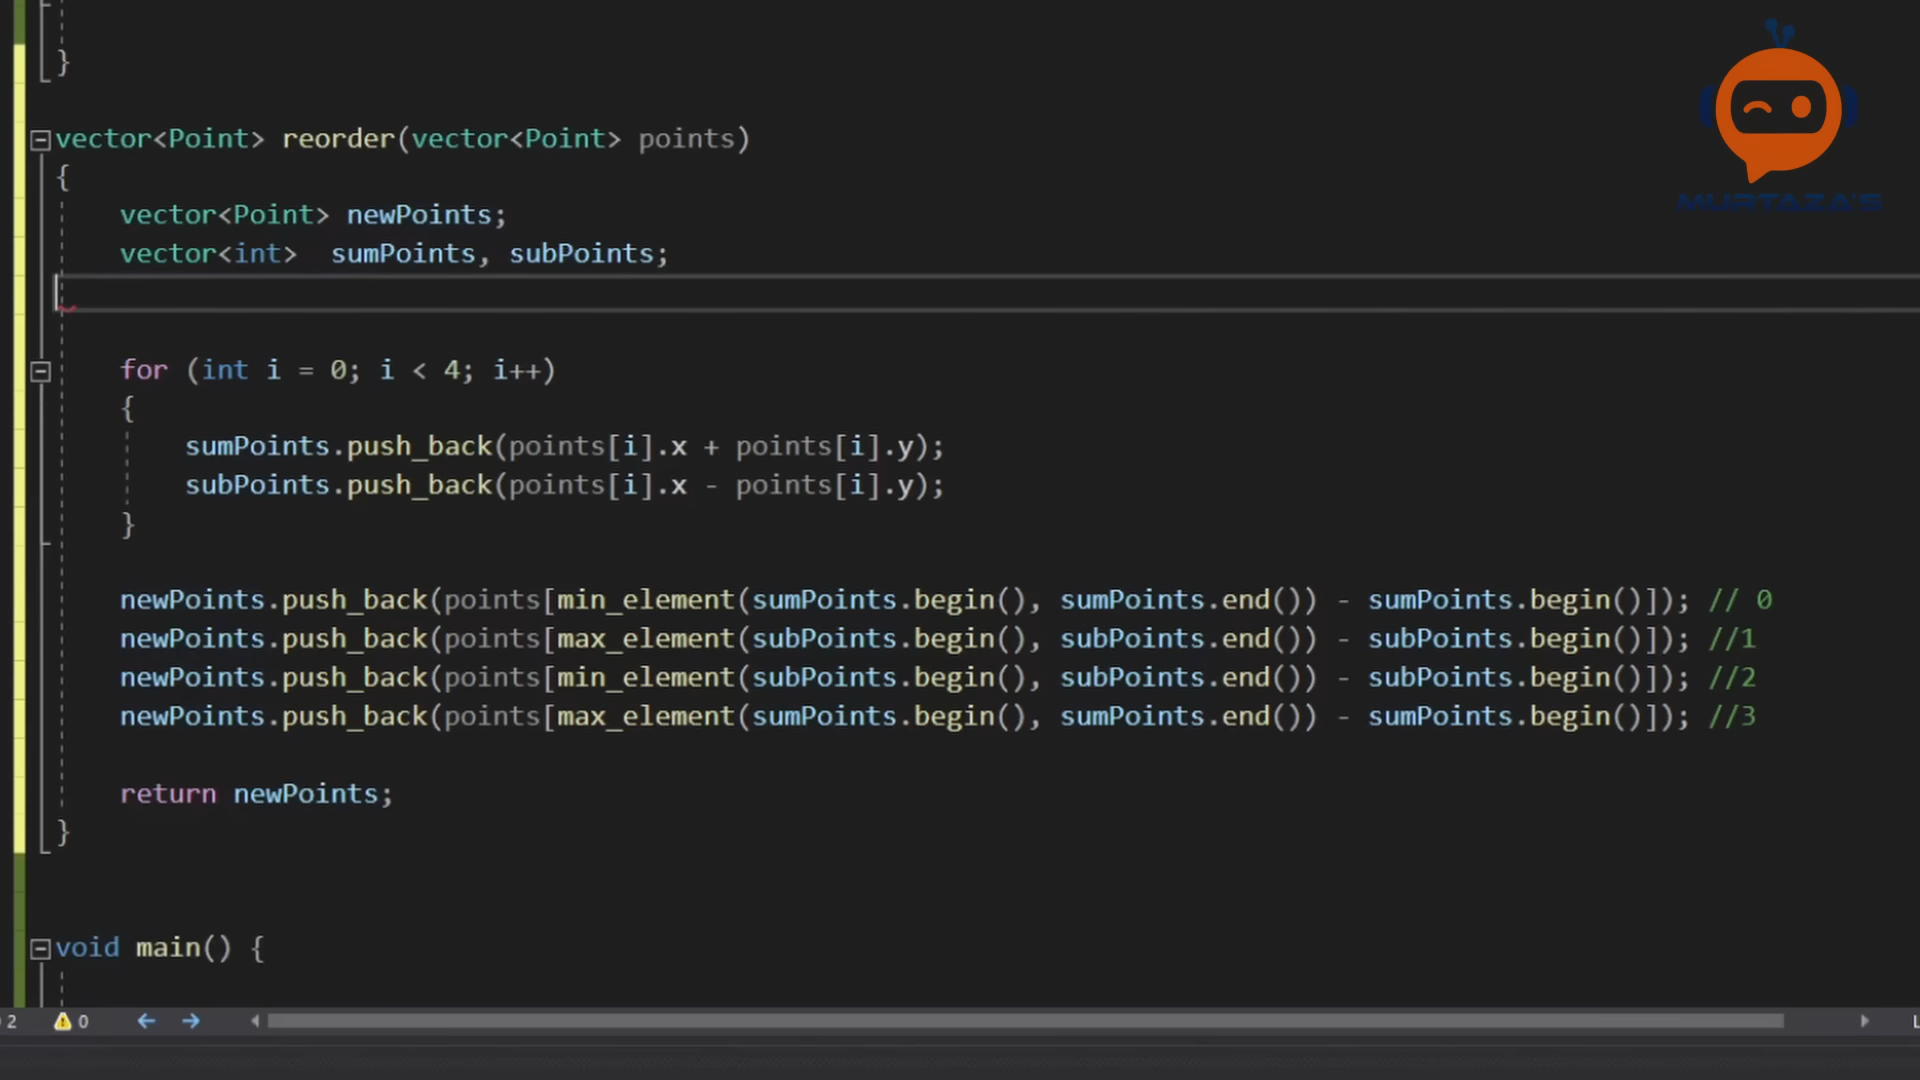 }
MURTAZA'S
vector<Point> reorder(vector<Point> points)
{
vector<Point> newPoints;
vector<int>  sumPoints, subPoints;
for (int i = 0; i < 4; i++)
{
sumPoints.push_back(points[i].x + points[i].y);
subPoints.push_back(points[i].x - points[i].y);
}
newPoints.push_back(points[min_element(sumPoints.begin(), sumPoints.end()) - sumPoints.begin()]); // 0
newPoints.push_back(points[max_element(subPoints.begin(), subPoints.end()) - subPoints.begin()]); //1
newPoints.push_back(points[min_element(subPoints.begin(), subPoints.end()) - subPoints.begin()]); //2
newPoints.push_back(points[max_element(sumPoints.begin(), sumPoints.end()) - sumPoints.begin()]); //3
return newPoints;
}
void main() {
2 0